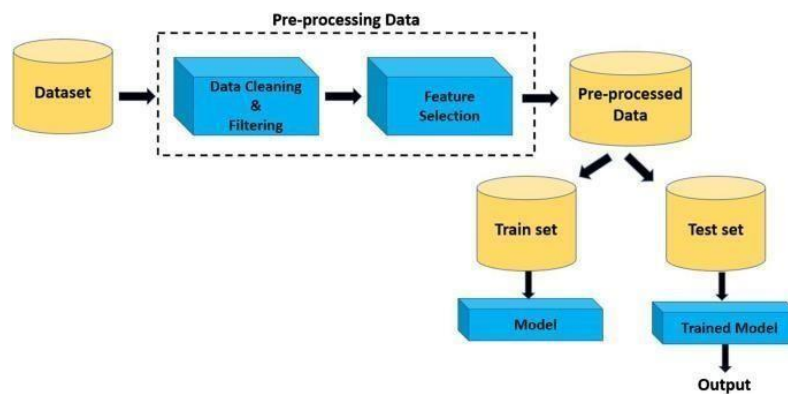 Pre-processing Data
Dataset
Data Cleaning
&
Filtering
Feature
Selection
Pre-processed
Data
Train set
Test set
Model
Trained Model
Output